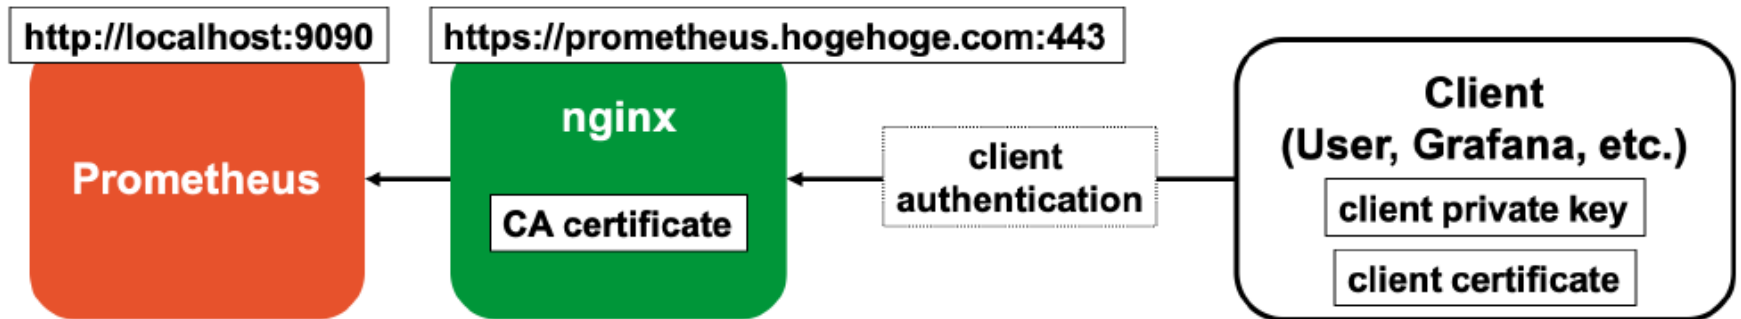 http://localhost:9090
Prometheus
https://prometheus.hogehoge.com:443
nginx
CA certificate
client
authentication
Client
(User, Grafana, etc.)
client private key
client certificate